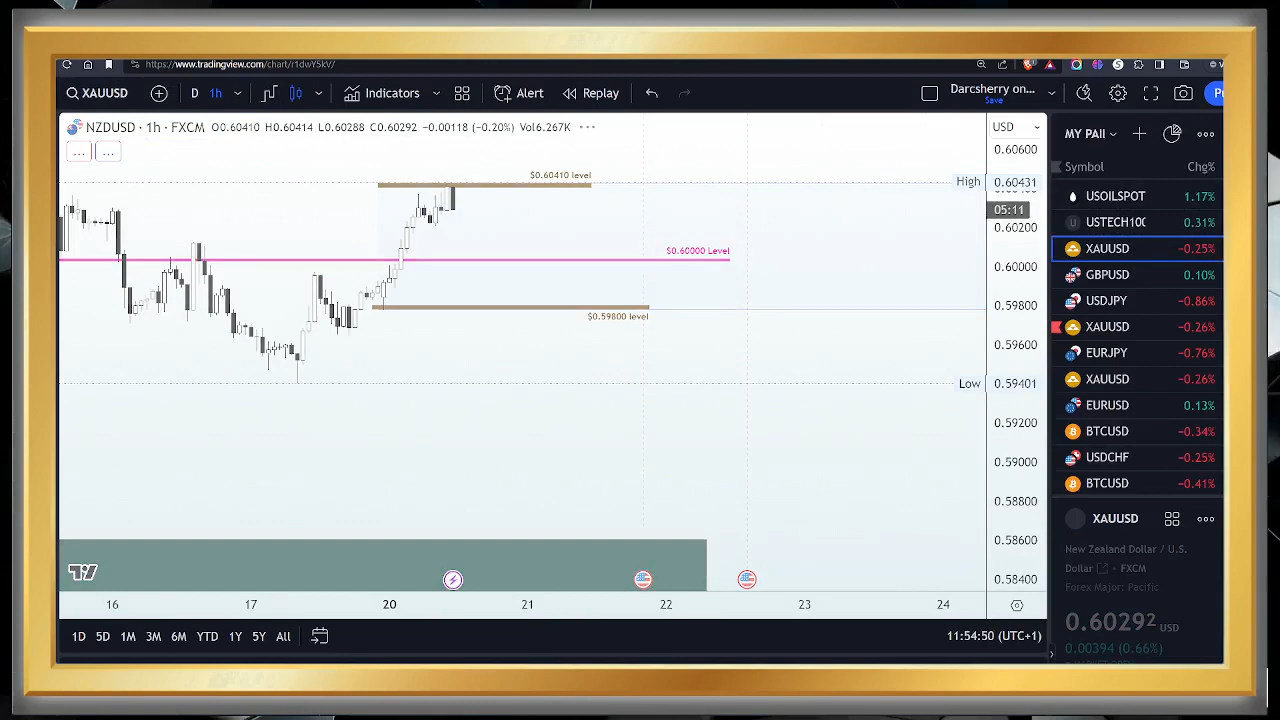 https://www.tradingview.com/chart/r1dwY5kV/
XAUUSD D 1h Indicators Alert Replay Darcsherry on...
Save
NZDUSD · 1h · FXCM O0.60410 H0.60414 L0.60288 C0.60292 −0.00118 (−0.20%) Vol6.267K
USD
MY PAII
Symbol Chg%
0.60600
$0.60410 level
High 0.60431
05:11
0.60200
$0.60000 Level
0.60000
0.59800
$0.59800 level
0.59600
Low 0.59401
0.59200
0.59000
0.58800
0.58600
0.58400
16 17 20 21 22 23 24
1D 5D 1M 3M 6M YTD 1Y 5Y All
11:54:50 (UTC+1)
USOILSPOT 1.17%
USTECH100 0.31%
XAUUSD −0.25%
GBPUSD 0.10%
USDJPY −0.86%
XAUUSD −0.26%
EURJPY −0.76%
XAUUSD −0.26%
EURUSD 0.13%
BTCUSD −0.34%
USDCHF −0.25%
BTCUSD −0.41%
XAUUSD
New Zealand Dollar / U.S.
Dollar · FXCM
Forex Major: Pacific
0.60292 USD
0.00394 (0.66%)